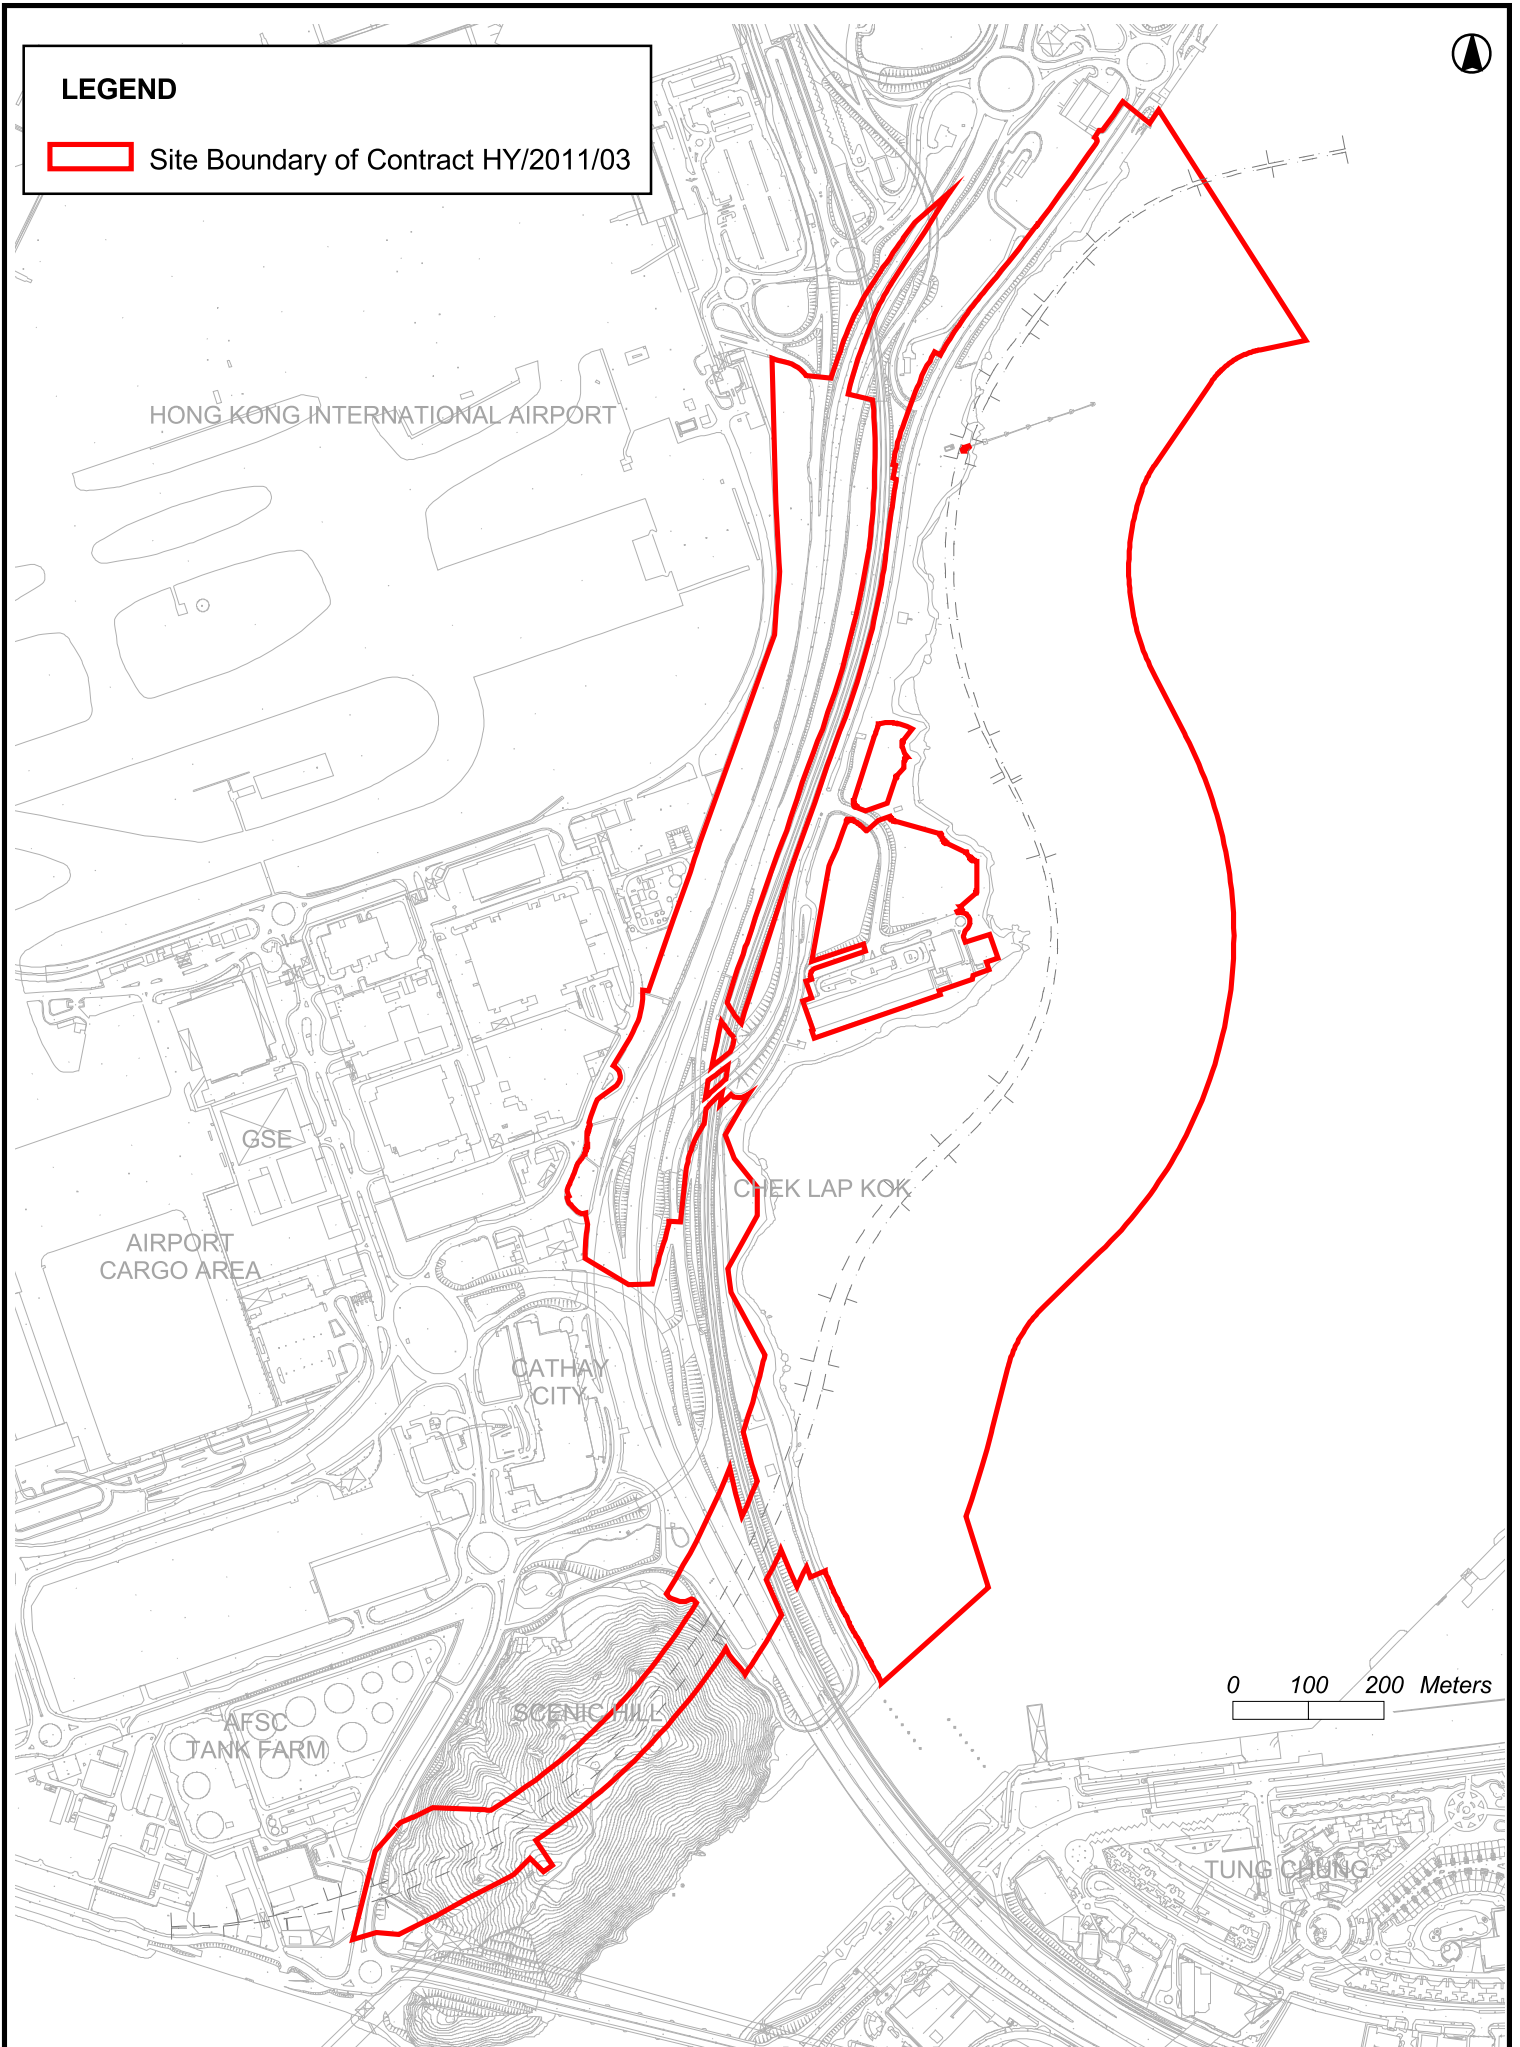 LEGEND
Site Boundary of Contract HY/2011/03
HONG KONG INTERNATIONAL AIRPORT
GSE
CHEK LAP KOK
AIRPORT
CARGO AREA
CATHAY
CITY
0 100 200 Meters
SCENIC HILL
AFSC
TANK FARM
TUNG CHUNG